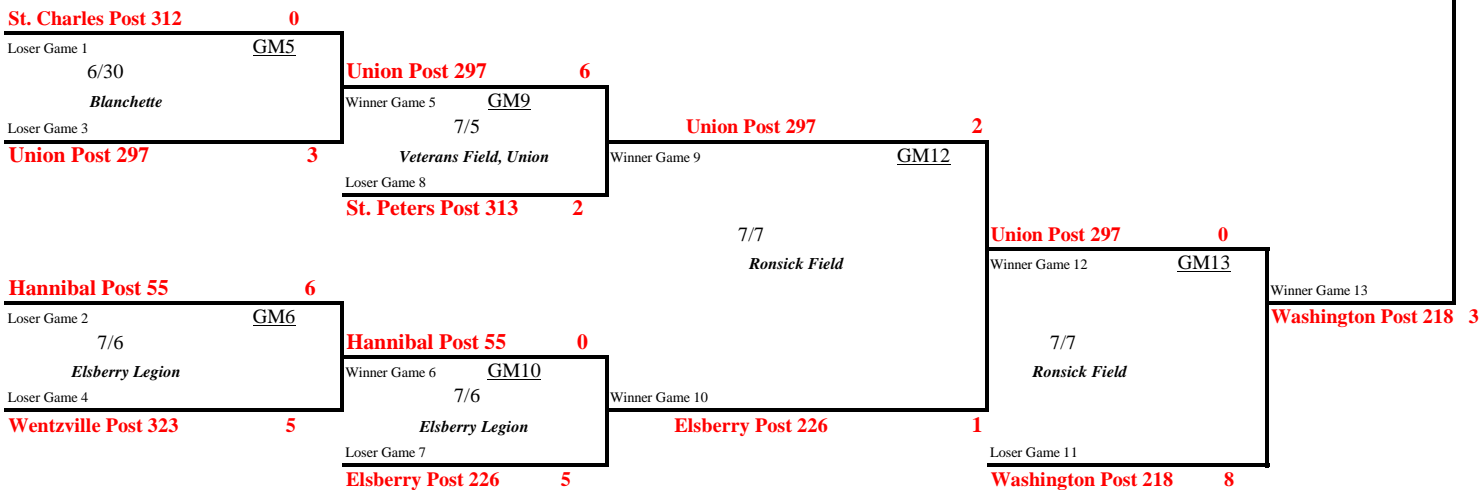 St. Charles Post 312 0
Loser Game 1 GM5
6/30
Blanchette
Loser Game 3
Union Post 297 3
Union Post 297 6
Winner Game 5 GM9
7/5
Veterans Field, Union
Loser Game 8
St. Peters Post 313 2
Union Post 297 2
Winner Game 9 GM12
7/7
Ronsick Field
Hannibal Post 55 6
Loser Game 2 GM6
7/6
Elsberry Legion
Loser Game 4
Wentzville Post 323 5
Hannibal Post 55 0
Winner Game 6 GM10
7/6
Elsberry Legion
Loser Game 7
Elsberry Post 226 5
Winner Game 10
Elsberry Post 226 1
Union Post 297 0
Winner Game 12 GM13
7/7
Ronsick Field
Loser Game 11
Washington Post 218 8
Winner Game 13
Washington Post 218 3